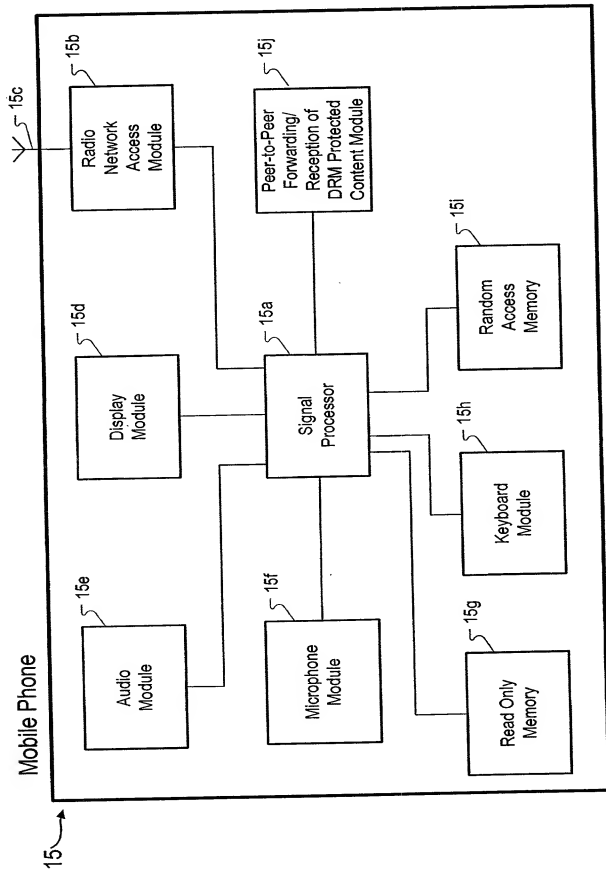 Mobile Phone
15
15c
15e
Audio
Module
15d
Display
Module
15b
Radio
Network
Access
Module
15f
Microphone
Module
15a
Signal
Processor
15j
Peer-to-Peer
Forwarding/
Reception of
DRM Protected
Content Module
15g
Read Only
Memory
15h
Keyboard
Module
15i
Random
Access
Memory